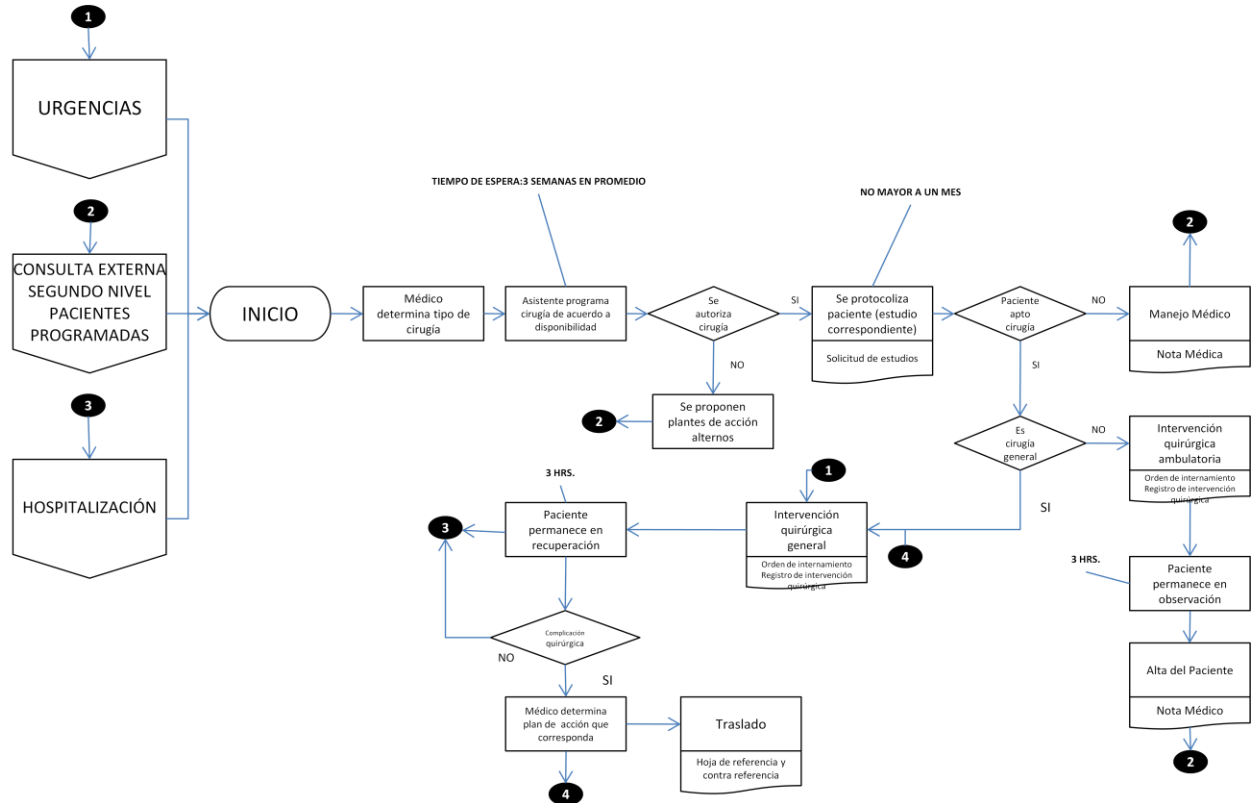 1
URGENCIAS
2
CONSULTA EXTERNA
SEGUNDO NIVEL
PACIENTES
PROGRAMADAS
3
HOSPITALIZACIÓN
INICIO
Médico
determina tipo de
cirugía
TIEMPO DE ESPERA:3 SEMANAS EN PROMEDIO
Asistente programa
cirugía de acuerdo a
disponibilidad
Se
autoriza
cirugía
SI
NO
Se proponen
plantes de acción
alternos
2
NO MAYOR A UN MES
Se protocoliza
paciente (estudio
correspondiente)
Solicitud de estudios
Paciente
apto
cirugía
NO
SI
2
Manejo Médico
Nota Médica
Es
cirugía
general
NO
SI
Intervención
quirúrgica
ambulatoria
Orden de internamiento
Registro de intervención
quirúrgica
3 HRS.
Paciente
permanece en
observación
Alta del Paciente
Nota Médico
2
1
4
Intervención
quirúrgica
general
Orden de internamiento
Registro de intervención
quirúrgica
3 HRS.
Paciente
permanece en
recuperación
3
Complicación
quirúrgica
NO
SI
Médico determina
plan de acción que
corresponda
4
Traslado
Hoja de referencia y
contra referencia